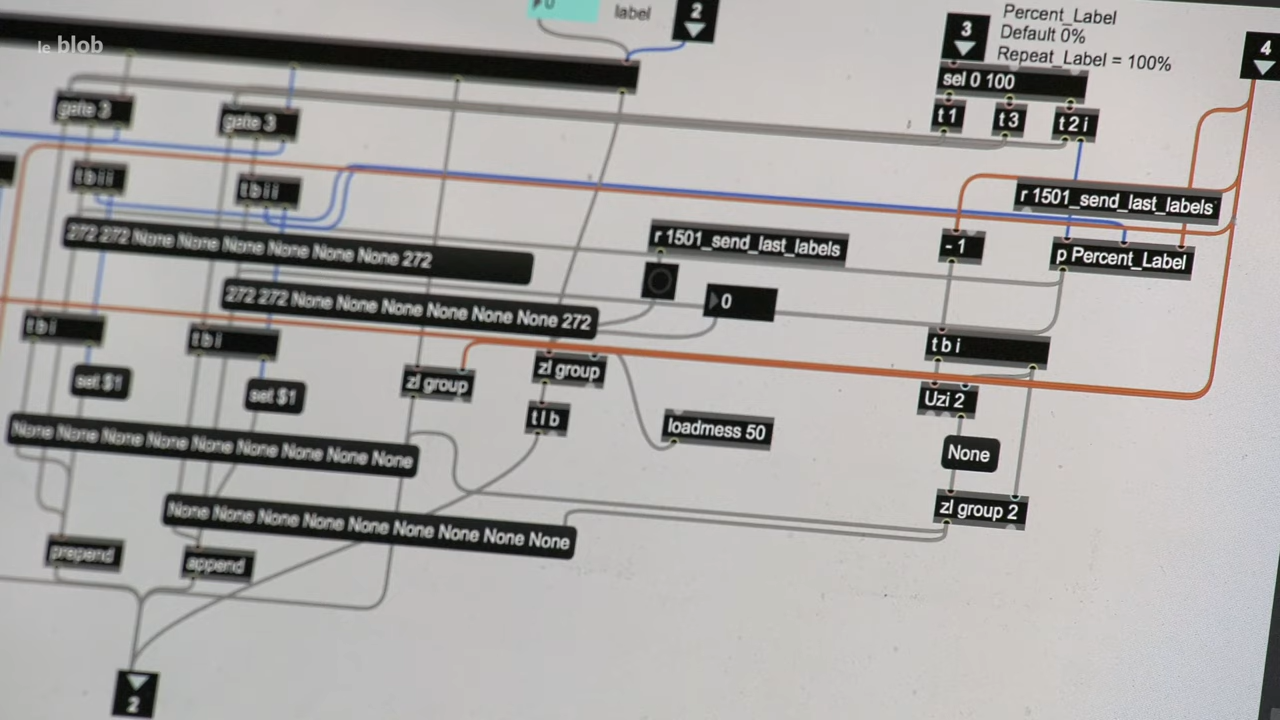 le blob
0
label
2
3
Percent_Label
Default 0%
Repeat_Label = 100%
4
sel 0 100
gate 3
gate 3
t 1
t 3
t 2 i
t b i i
t b i i
r 1501_send_last_labels
272 272 None None None None None None 272
r 1501_send_last_labels
- 1
p Percent_Label
272 272 None None None None None None 272
0
t b i
t b i
t b i
set $1
set $1
zl group
zl group
Uzi 2
t l b
loadmess 50
None None None None None None None None None
None
None None None None None None None None None
zl group 2
prepend
append
2